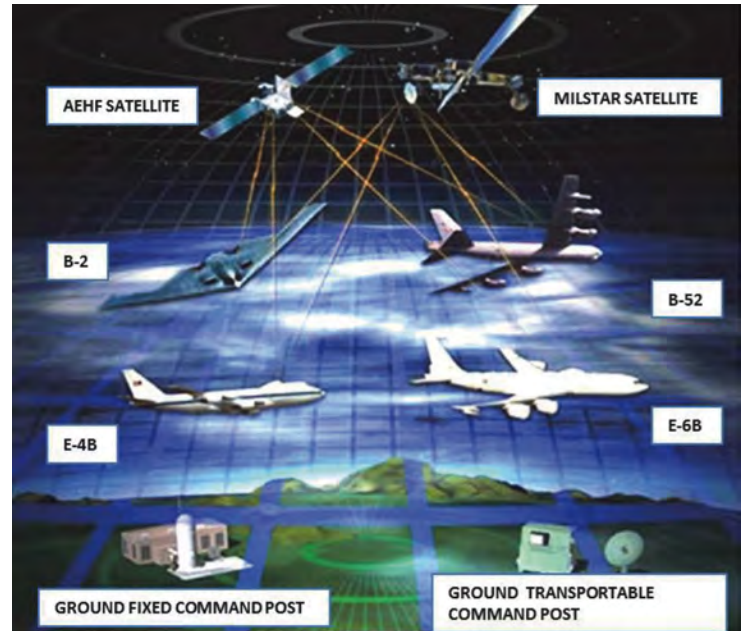 AEHF SATELLITE
MILSTAR SATELLITE
B-2
B-52
E-4B
E-6B
GROUND FIXED COMMAND POST
GROUND TRANSPORTABLE
COMMAND POST